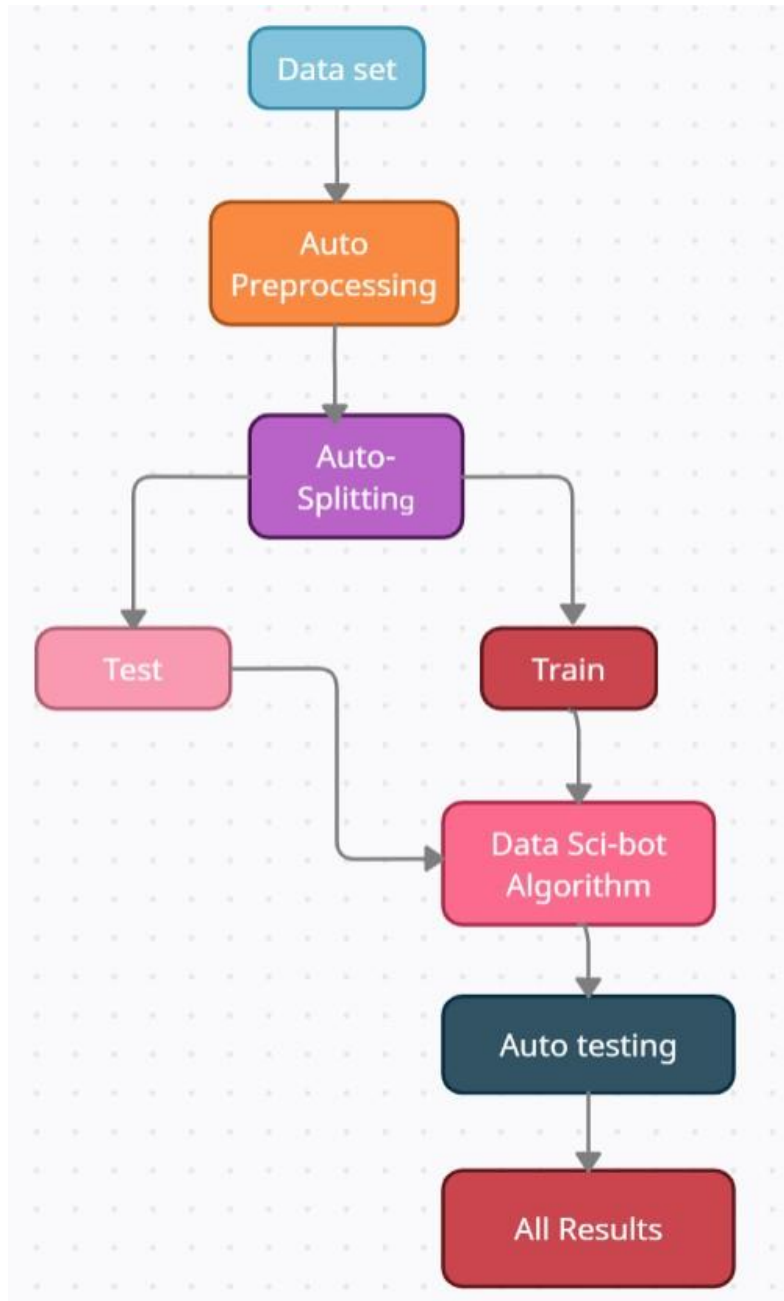 Data set
Auto
Preprocessing
Auto-
Splitting
Test
Train
Data Sci-bot
Algorithm
Auto testing
All Results